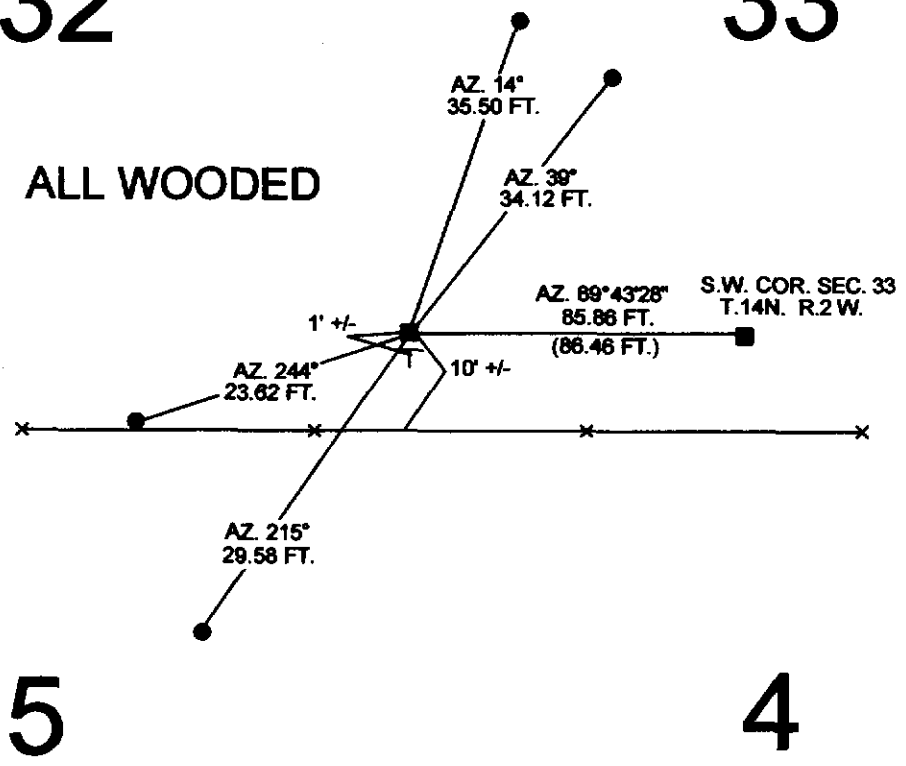 32
33
AZ. 14°
35.50 FT.
ALL WOODED
AZ. 39°
34.12 FT.
AZ. 89°43'28"
85.86 FT.
(86.46 FT.)
S.W. COR. SEC. 33
T.14N. R.2 W.
1' +/-
10' +/-
AZ. 244°
23.62 FT.
AZ. 215°
29.58 FT.
5
4